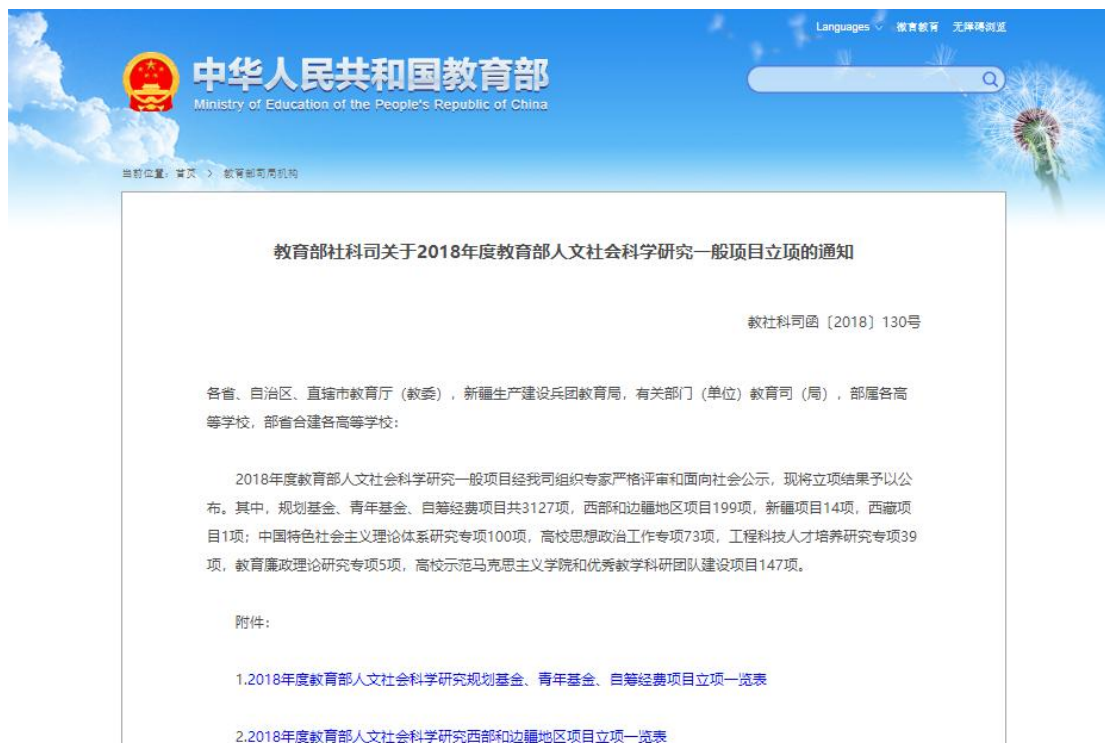 Languages 微言教育 无障碍浏览
中华人民共和国教育部
Ministry of Education of the People's Republic of China
当前位置：首页 > 教育部司局机构
教育部社科司关于2018年度教育部人文社会科学研究一般项目立项的通知
教社科司函〔2018〕130号
各省、自治区、直辖市教育厅（教委），新疆生产建设兵团教育局，有关部门（单位）教育司（局），部属各高
等学校，部省合建各高等学校：
2018年度教育部人文社会科学研究一般项目经我司组织专家严格评审和面向社会公示，现将立项结果予以公
布。其中，规划基金、青年基金、自筹经费项目共3127项，西部和边疆地区项目199项，新疆项目14项，西藏项
目1项；中国特色社会主义理论体系研究专项100项，高校思想政治工作专项73项，工程科技人才培养研究专项39
项，教育廉政理论研究专项5项，高校示范马克思主义学院和优秀教学科研团队建设项目147项。
附件：
1.2018年度教育部人文社会科学研究规划基金、青年基金、自筹经费项目立项一览表
2.2018年度教育部人文社会科学研究西部和边疆地区项目立项一览表